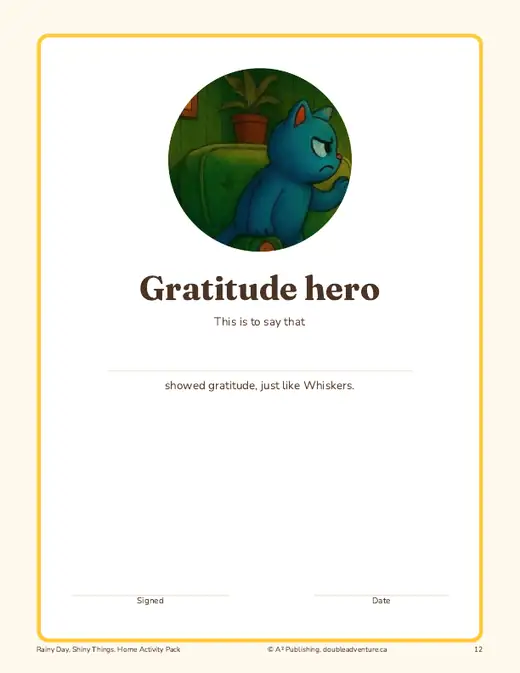 Gratitude hero
This is to say that
showed gratitude, just like Whiskers.
Signed
Date
Rainy Day, Shiny Things. Home Activity Pack
© A² Publishing. doubleadventure.ca
12